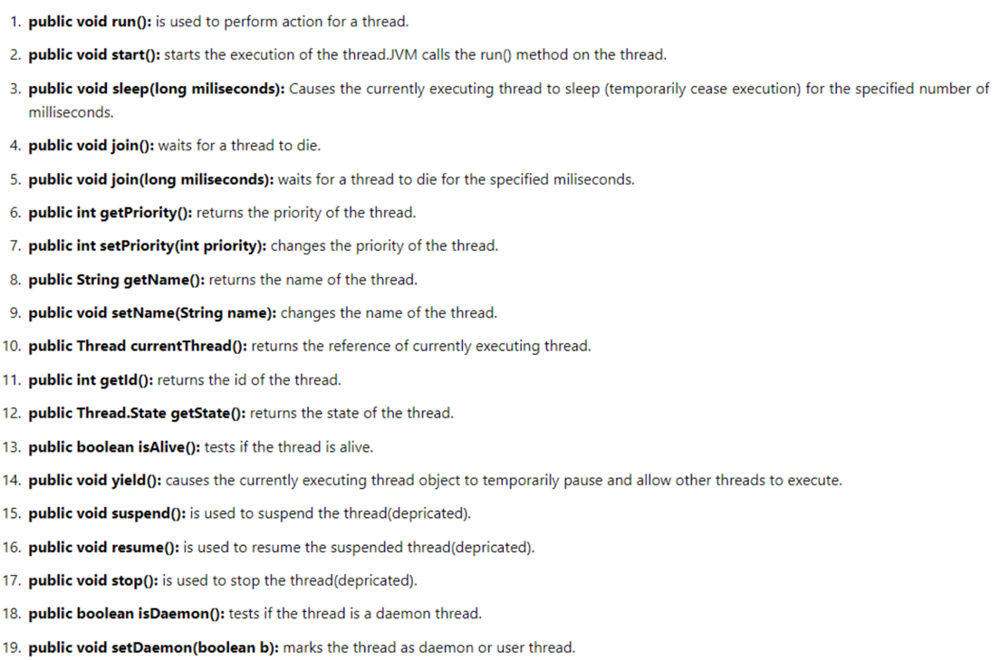 1. public void run(): is used to perform action for a thread.
2. public void start(): starts the execution of the thread.JVM calls the run() method on the thread.
3. public void sleep(long miliseconds): Causes the currently executing thread to sleep (temporarily cease execution) for the specified number of
milliseconds.
4. public void join(): waits for a thread to die.
5. public void join(long miliseconds): waits for a thread to die for the specified miliseconds.
6. public int getPriority(): returns the priority of the thread.
7. public int setPriority(int priority): changes the priority of the thread.
8. public String getName(): returns the name of the thread.
9. public void setName(String name): changes the name of the thread.
10. public Thread currentThread(): returns the reference of currently executing thread.
11. public int getId(): returns the id of the thread.
12. public Thread.State getState(): returns the state of the thread.
13. public boolean isAlive(): tests if the thread is alive.
14. public void yield(): causes the currently executing thread object to temporarily pause and allow other threads to execute.
15. public void suspend(): is used to suspend the thread(depricated).
16. public void resume(): is used to resume the suspended thread(depricated).
17. public void stop(): is used to stop the thread(depricated).
18. public boolean isDaemon(): tests if the thread is a daemon thread.
19. public void setDaemon(boolean b): marks the thread as daemon or user thread.